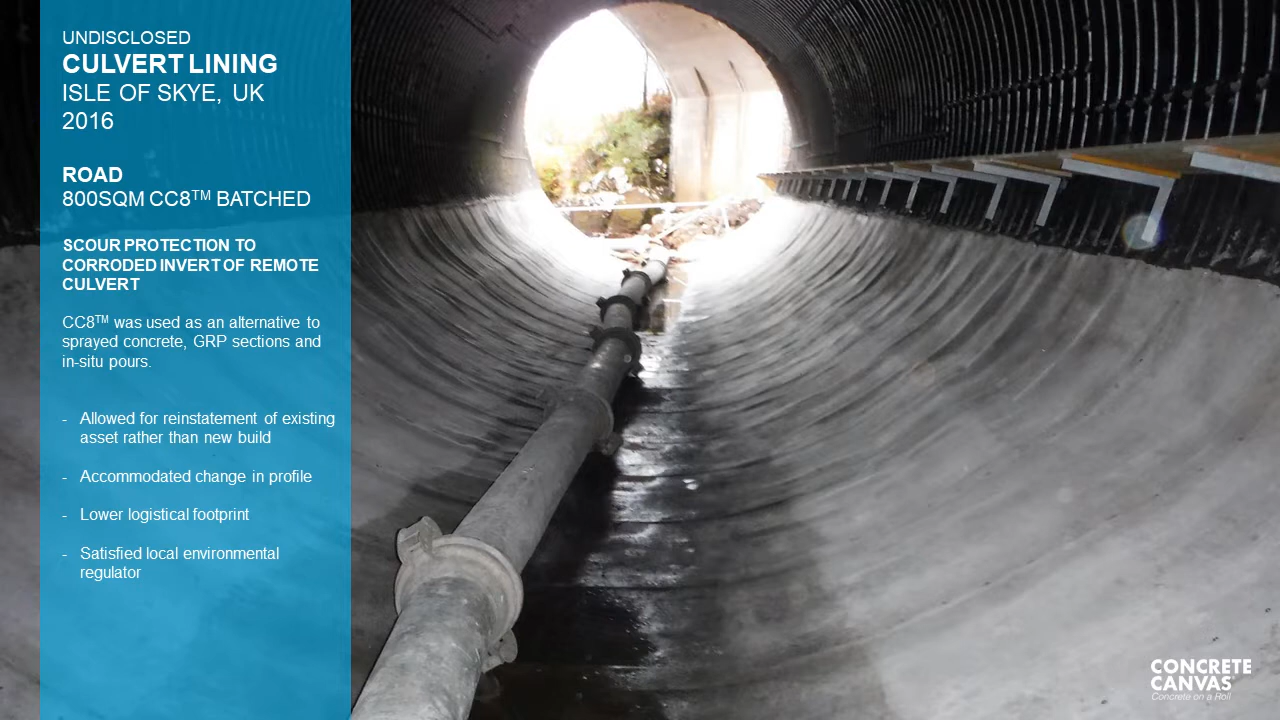 UNDISCLOSED
CULVERT LINING
ISLE OF SKYE, UK
2016
ROAD
800SQM CC8™ BATCHED
SCOUR PROTECTION TO
CORRODED INVERT OF REMOTE
CULVERT
CC8™ was used as an alternative to
sprayed concrete, GRP sections and
in-situ pours.
- Allowed for reinstatement of existing
asset rather than new build
- Accommodated change in profile
- Lower logistical footprint
- Satisfied local environmental
regulator
CONCRETE
CANVAS
Concrete on a Roll